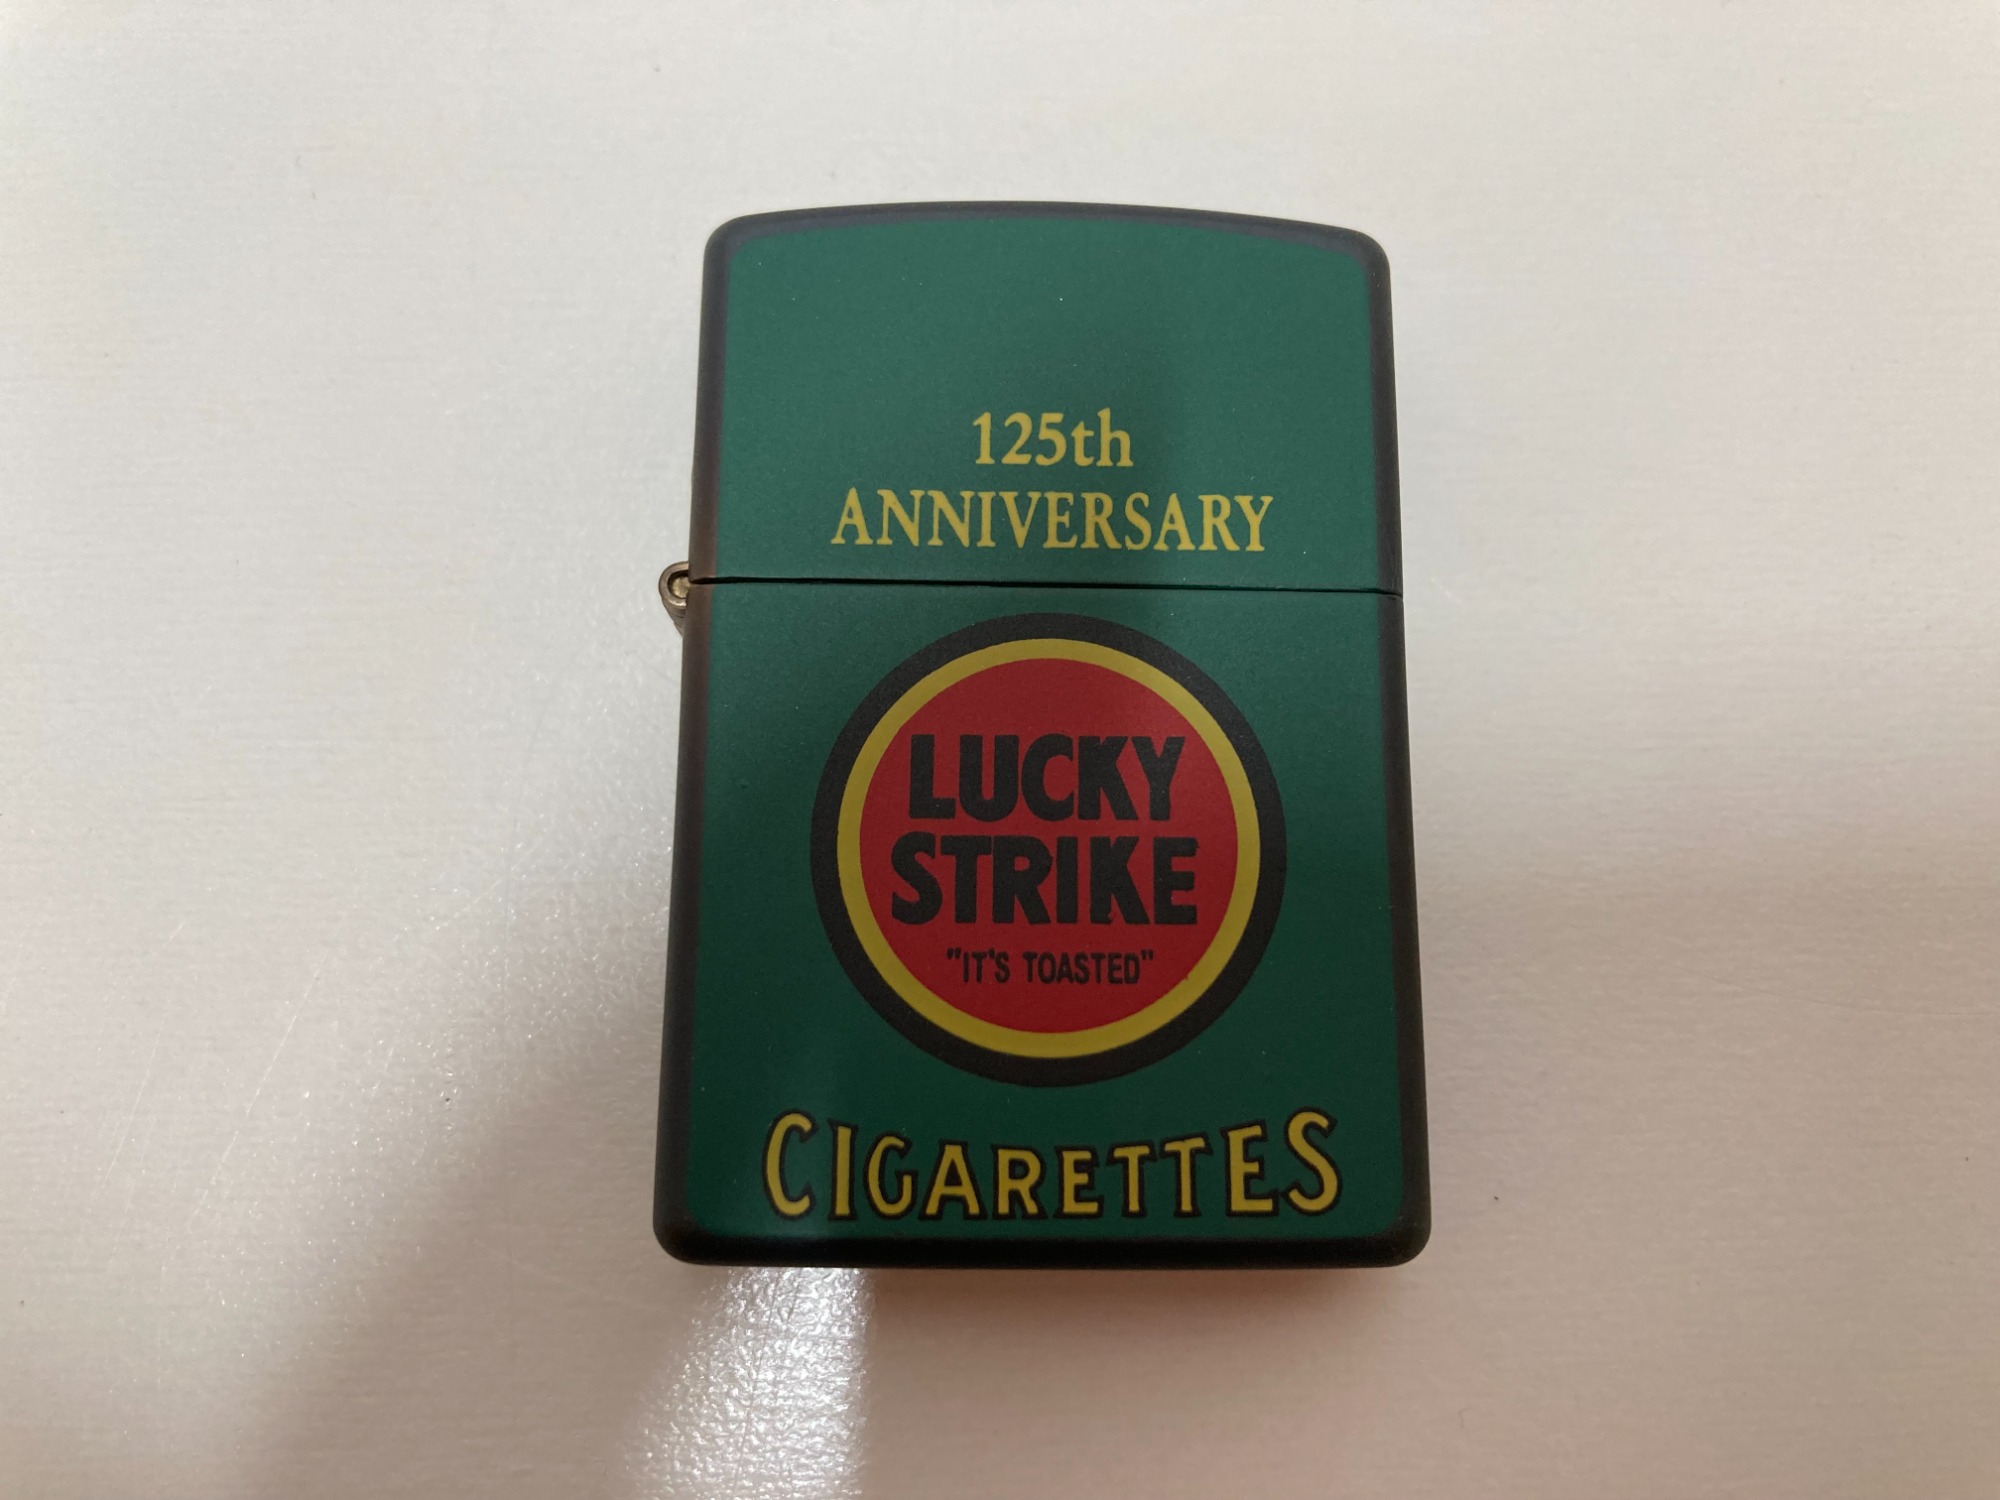 125th
ANNIVERSARY
LUCKY
STRIKE
"IT'S TOASTED"
CIGARETTES